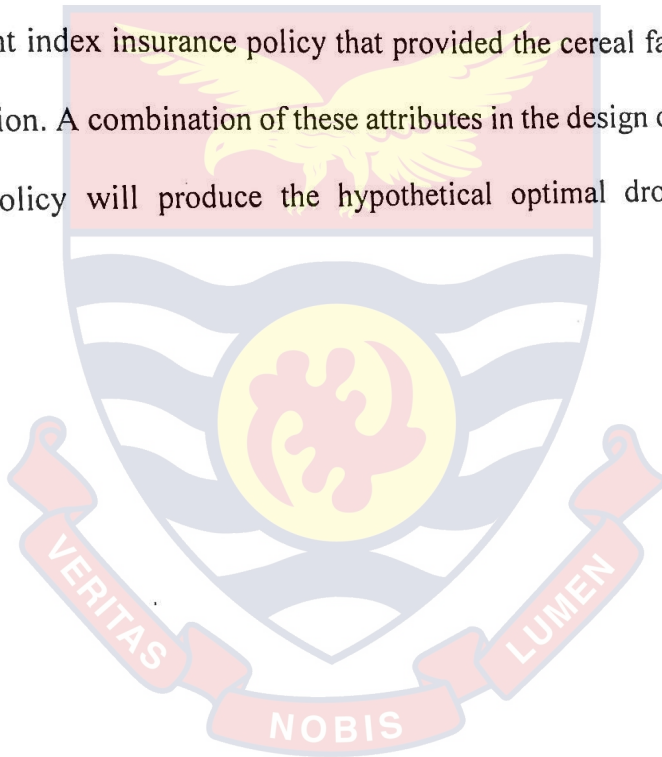 nt index insurance policy that provided the cereal fa
ion. A combination of these attributes in the design o
olicy will produce the hypothetical optimal dro
VERITAS
NOBIS
LUMEN